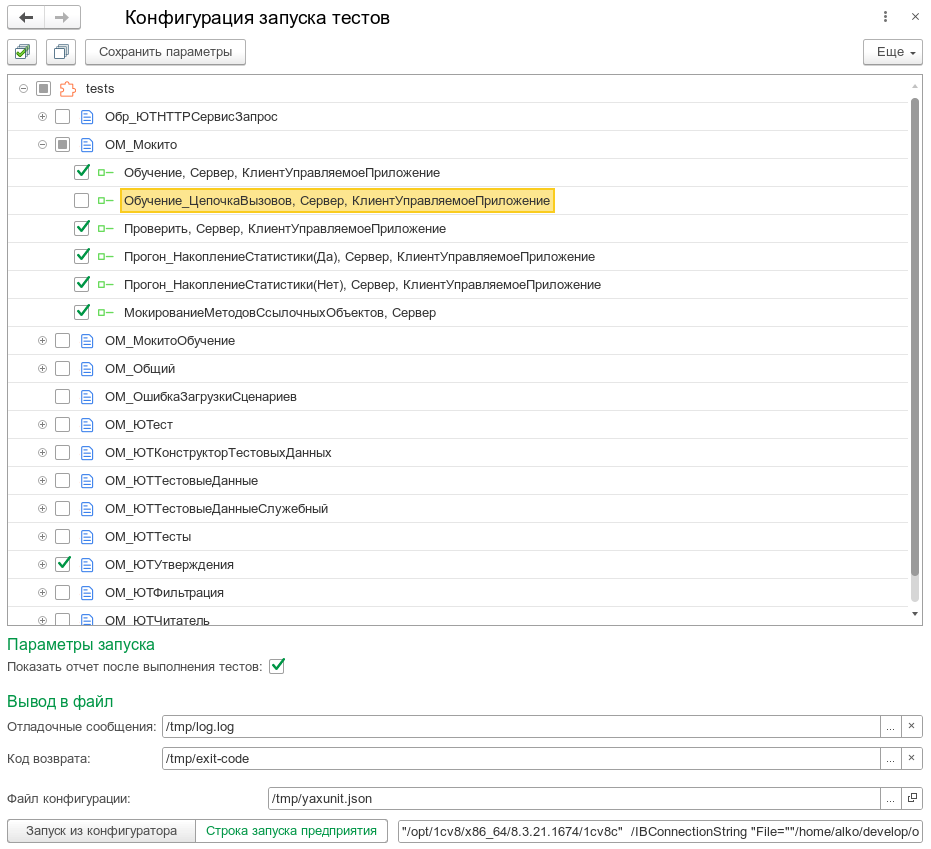 Конфигурация запуска тестов
Сохранить параметры
Еще
tests
Обр_ЮТHTTPСервисЗапрос
ОМ_Мокито
Обучение, Сервер, КлиентУправляемоеПриложение
Обучение_ЦепочкаВызовов, Сервер, КлиентУправляемоеПриложение
Проверить, Сервер, КлиентУправляемоеПриложение
Прогон_НакоплениеСтатистики(Да), Сервер, КлиентУправляемоеПриложение
Прогон_НакоплениеСтатистики(Нет), Сервер, КлиентУправляемоеПриложение
МокированиеМетодовСсылочныхОбъектов, Сервер
ОМ_МокитоОбучение
ОМ_Общий
ОМ_ОшибкаЗагрузкиСценариев
ОМ_ЮТест
ОМ_ЮТКонструкторТестовыхДанных
ОМ_ЮТТестовыеДанные
ОМ_ЮТТестовыеДанныеСлужебный
ОМ_ЮТТесты
ОМ_ЮТУтверждения
ОМ_ЮТФильтрация
ОМ_ЮТЧитатель
Параметры запуска
Показать отчет после выполнения тестов:
Вывод в файл
Отладочные сообщения: /tmp/log.log ...
Код возврата: /tmp/exit-code ...
Файл конфигурации: /tmp/yaxunit.json ...
Запуск из конфигуратора Строка запуска предприятия "/opt/1cv8/x86_64/8.3.21.1674/1cv8c" /IBConnectionString "File=""/home/alko/develop/o